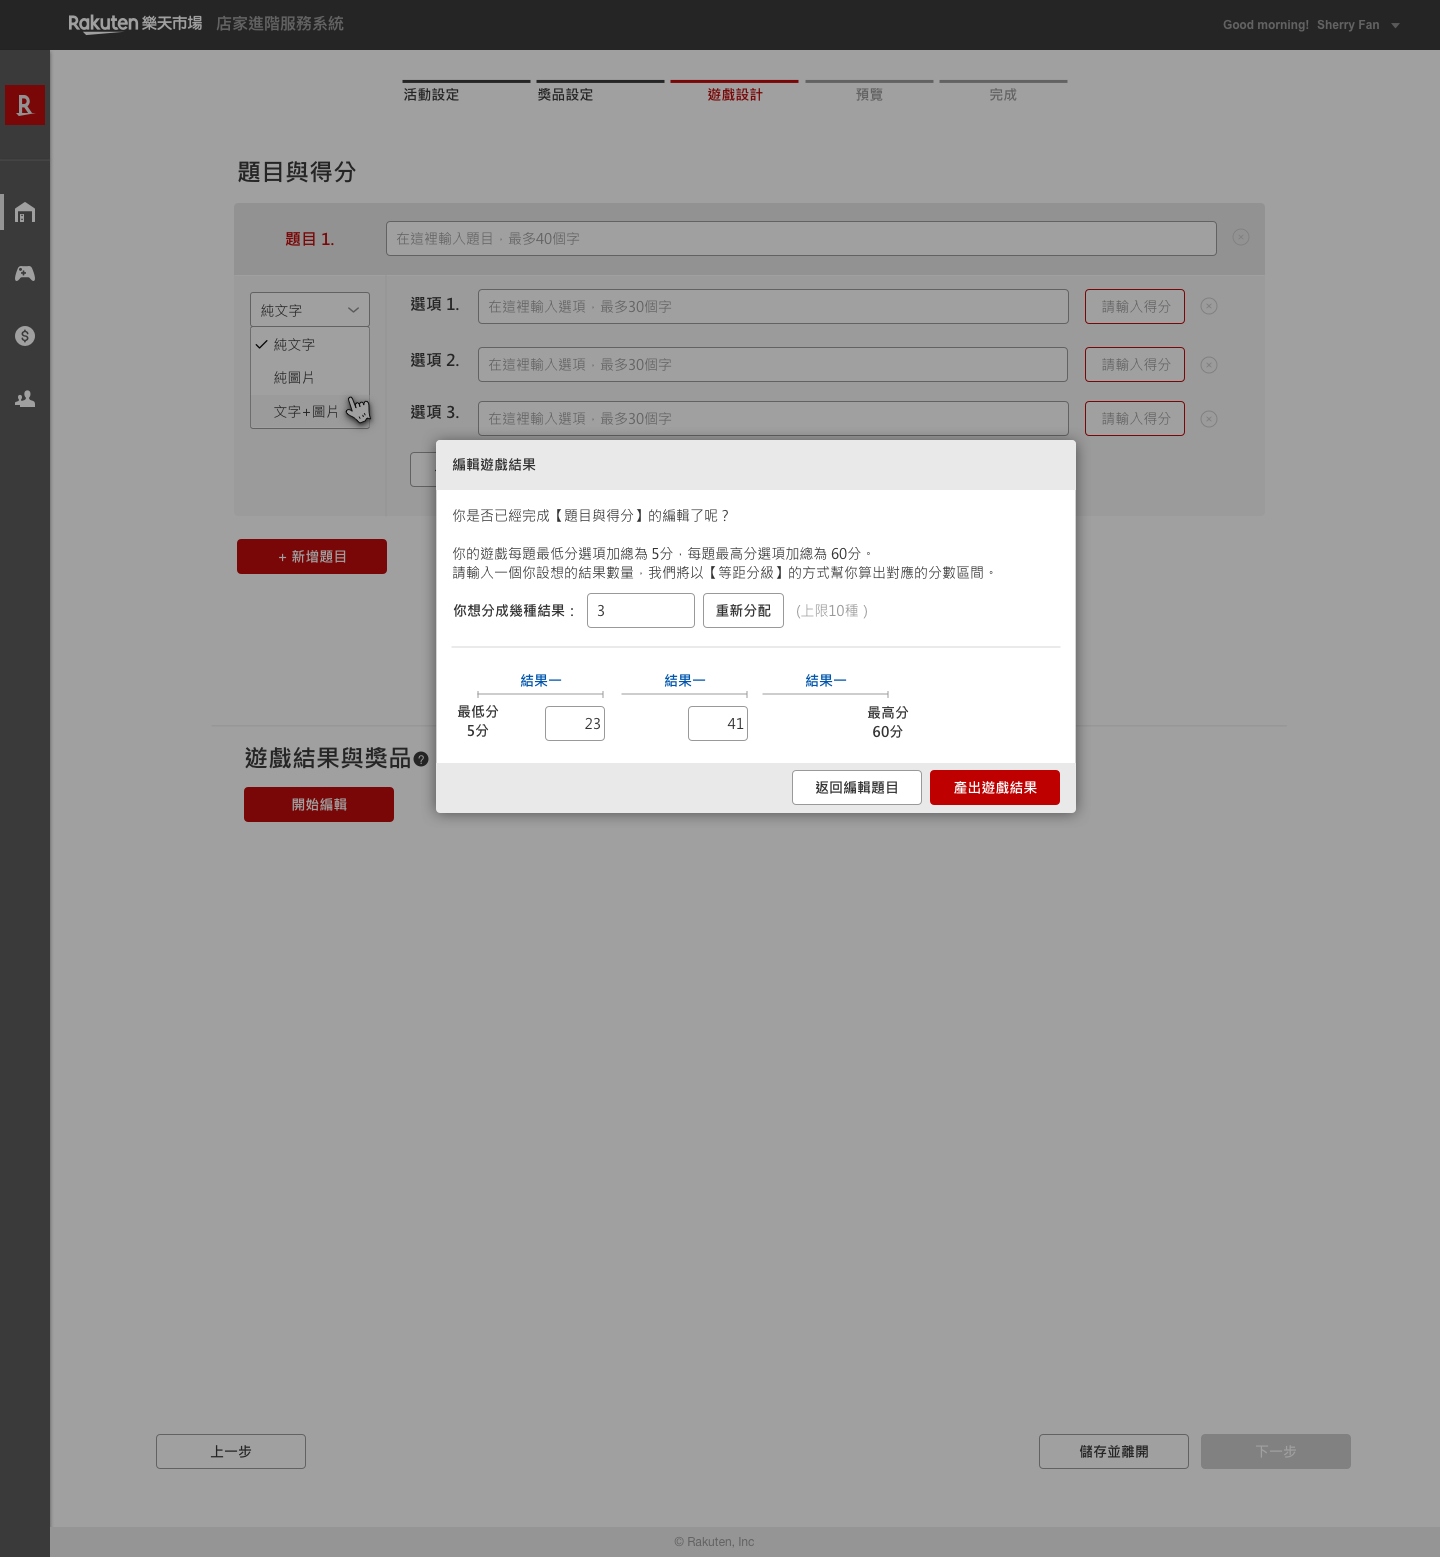 Rakuten 樂天市場 店家進階服務系統
Good morning! Sherry Fan
R
活動設定 獎品設定 遊戲設計 預覽 完成
題目與得分
題目 1. 在這裡輸入題目，最多40個字
純文字
純文字
純圖片
文字+圖片
選項 1. 在這裡輸入選項，最多30個字 請輸入得分
選項 2. 在這裡輸入選項，最多30個字 請輸入得分
選項 3. 在這裡輸入選項，最多30個字 請輸入得分
+ 新增題目
編輯遊戲結果
你是否已經完成【題目與得分】的編輯了呢？
你的遊戲每題最低分選項加總為 5分，每題最高分選項加總為 60分。
請輸入一個你設想的結果數量，我們將以【等距分級】的方式幫你算出對應的分數區間。
你想分成幾種結果： 3 重新分配 (上限10種 )
結果一 結果一 結果一
最低分 最高分
5分 23 41 60分
返回編輯題目 產出遊戲結果
遊戲結果與獎品?
開始編輯
上一步 儲存並離開 下一步
© Rakuten, Inc